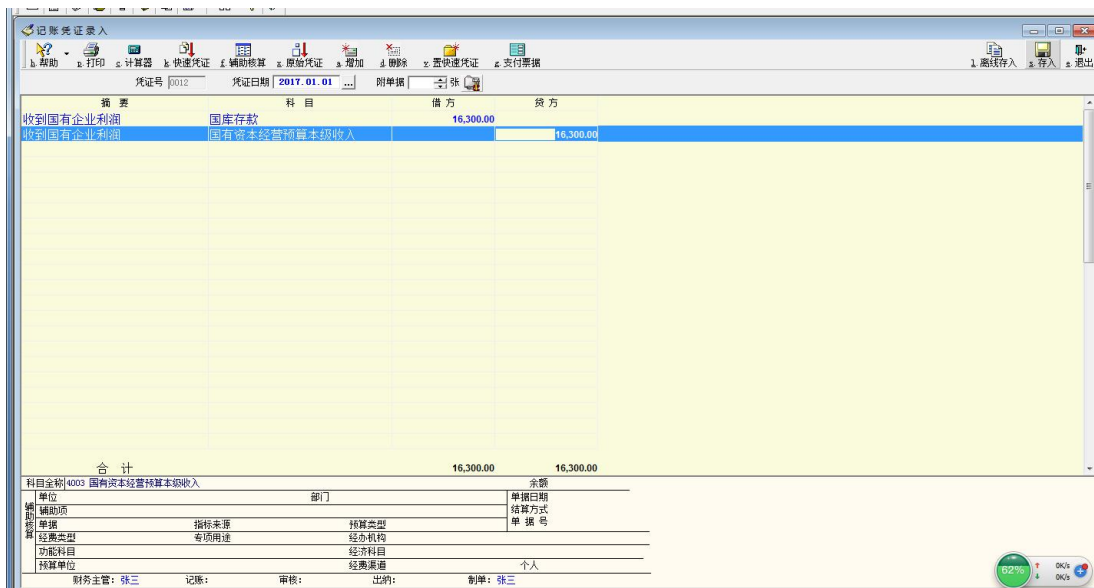 记账凭证录入
h.帮助 p.打印 c.计算器 k.快速凭证 f.辅助核算 x.原始凭证 a.增加 d.删除 y.置快速凭证 g.支付票据 l.离线存入 s.存入 e.退出
凭证号 0012 凭证日期 2017.01.01 ... 附单据 张
摘 要 科 目 借 方 贷 方
收到国有企业利润 国库存款 16,300.00
收到国有企业利润 国有资本经营预算本级收入 16,300.00
合 计 16,300.00 16,300.00
科目全称 4003 国有资本经营预算本级收入 余额
辅助核算
单位 部门 单据日期
辅助项 结算方式
单据 指标来源 预算类型 单 据 号
经费类型 专项用途 经办机构
功能科目 经济科目
预算单位 经费渠道 个人
财务主管: 张三 记账: 审核: 出纳: 制单: 张三
62% 0K/s
0K/s